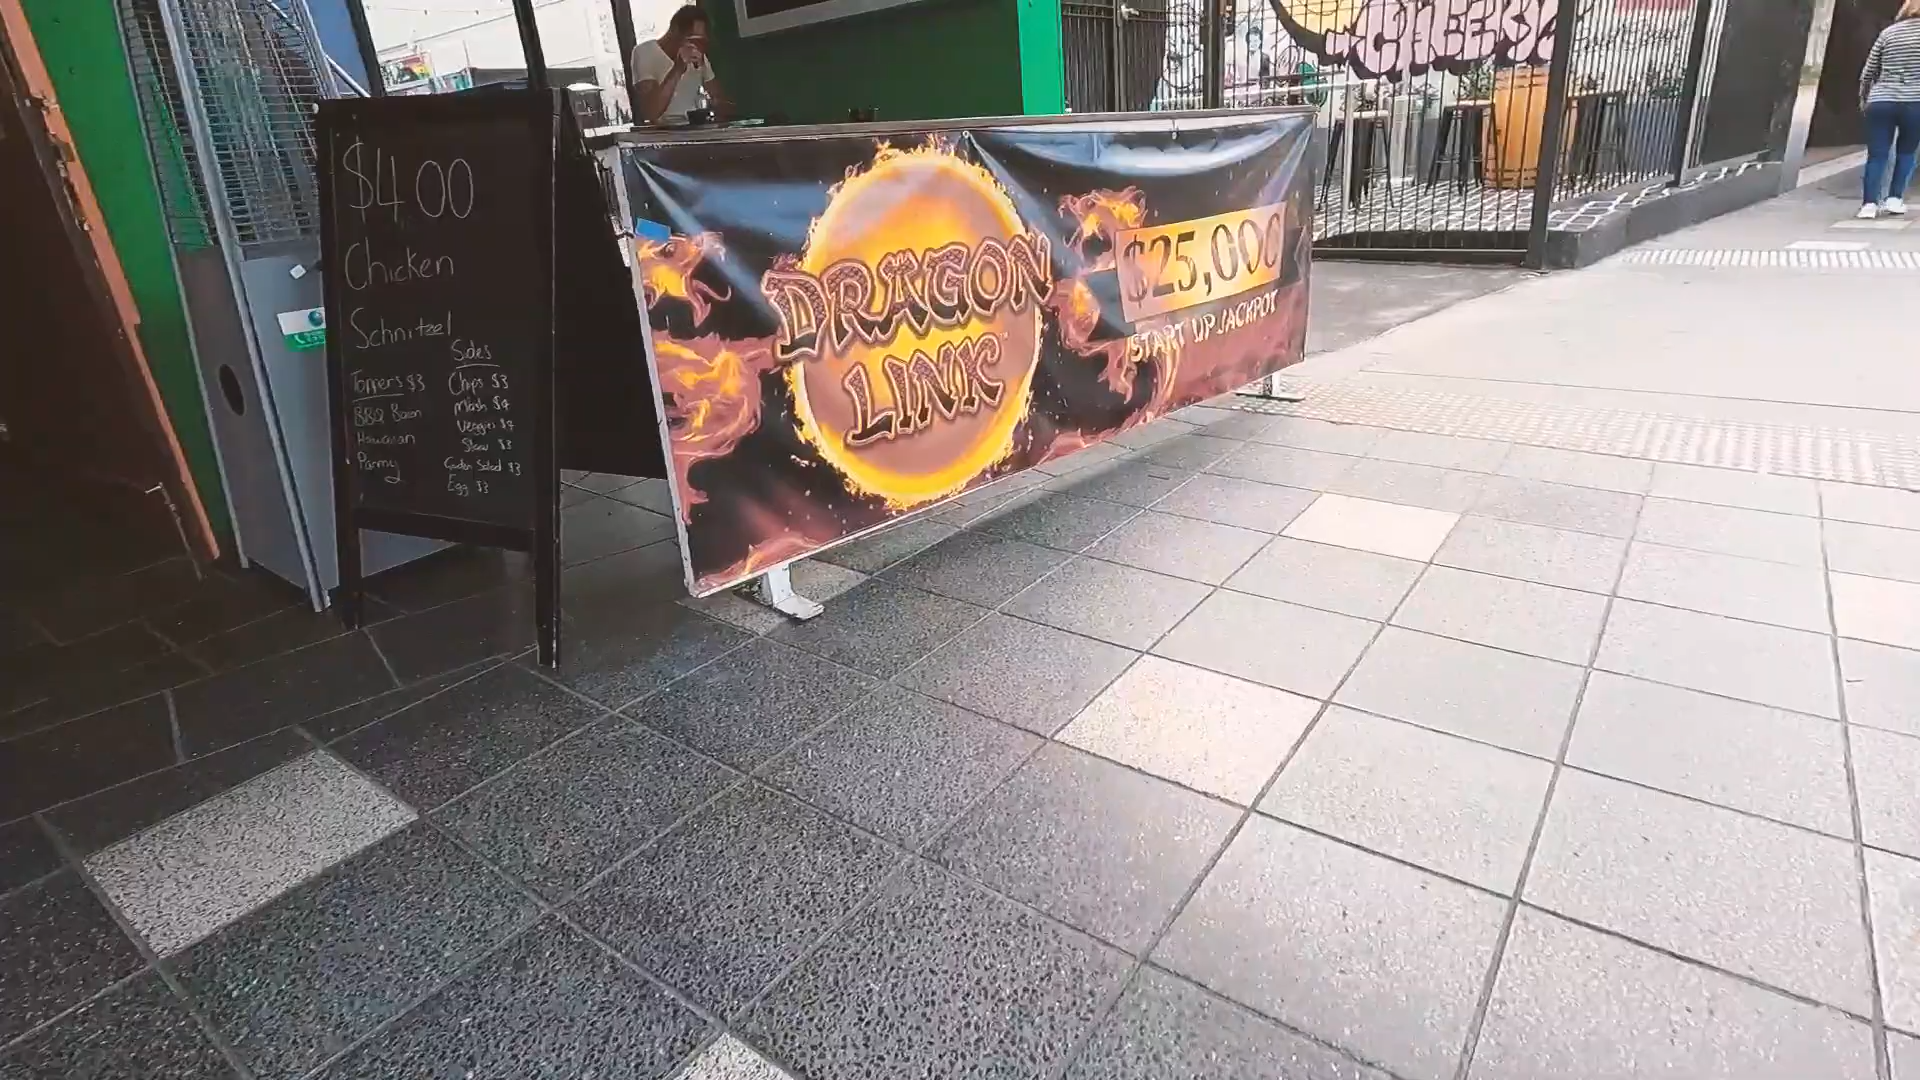 $4.00
Chicken
Schnitzel
Toppers $3
BBQ Bacon
Hawaiian
Parmy
Sides
Chips $3
Mash $4
Veggies $4
Slaw $3
Garden Salad $3
Egg $3
DRAGON
LINK
$25,000
START UP JACKPOT
CHEEKY